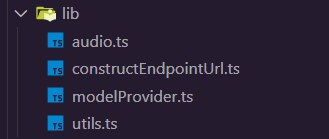 lib
TS audio.ts
TS constructEndpointUrl.ts
TS modelProvider.ts
TS utils.ts